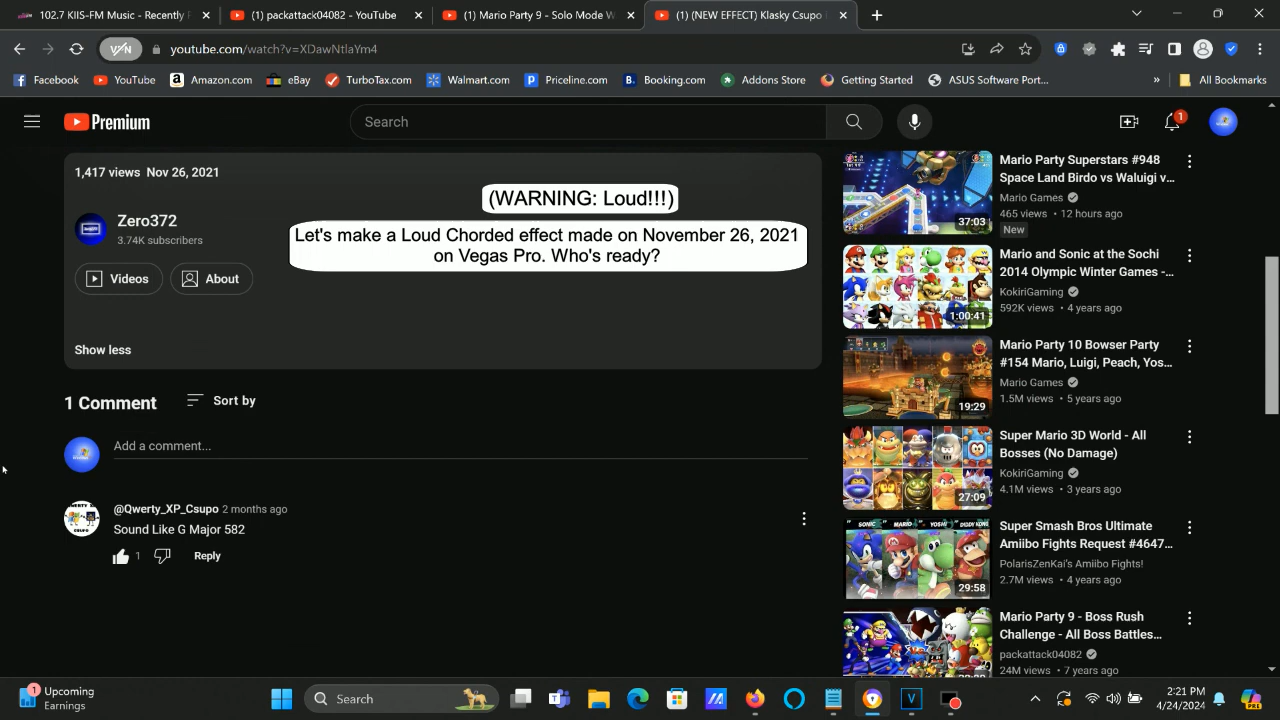 102.7 KIIS-FM Music - Recently P
(1) packattack04082 - YouTube
(1) Mario Party 9 - Solo Mode W
(1) (NEW EFFECT) Klasky Csupo
youtube.com/watch?v=XDawNtlaYm4
Facebook
YouTube
Amazon.com
eBay
TurboTax.com
Walmart.com
Priceline.com
Booking.com
Addons Store
Getting Started
ASUS Software Port...
»
All Bookmarks
Premium
Search
1
1,417 views Nov 26, 2021
Zero372
3.74K subscribers
Videos
About
(WARNING: Loud!!!)
Let's make a Loud Chorded effect made on November 26, 2021
on Vegas Pro. Who's ready?
Show less
1 Comment
Sort by
Add a comment...
@Qwerty_XP_Csupo 2 months ago
Sound Like G Major 582
1
Reply
37:03
Mario Party Superstars #948
Space Land Birdo vs Waluigi v...
Mario Games
465 views • 12 hours ago
New
1:00:41
Mario and Sonic at the Sochi
2014 Olympic Winter Games -...
KokiriGaming
592K views • 4 years ago
19:29
Mario Party 10 Bowser Party
#154 Mario, Luigi, Peach, Yos...
Mario Games
1.5M views • 5 years ago
27:09
Super Mario 3D World - All
Bosses (No Damage)
KokiriGaming
4.1M views • 3 years ago
SONIC MARIO YOSHI DIDDY KONG
29:58
Super Smash Bros Ultimate
Amiibo Fights Request #4647...
PolarisZenKai's Amiibo Fights!
2.7M views • 4 years ago
Mario Party 9 - Boss Rush
Challenge - All Boss Battles...
packattack04082
24M views • 7 years ago
1
Upcoming
Earnings
Search
2:21 PM
4/24/2024